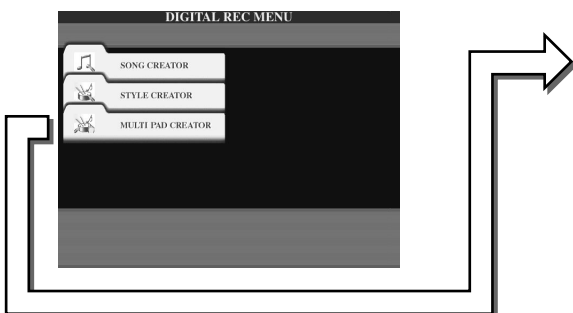 DIGITAL REC MENU
SONG CREATOR
STYLE CREATOR
MULTI PAD CREATOR